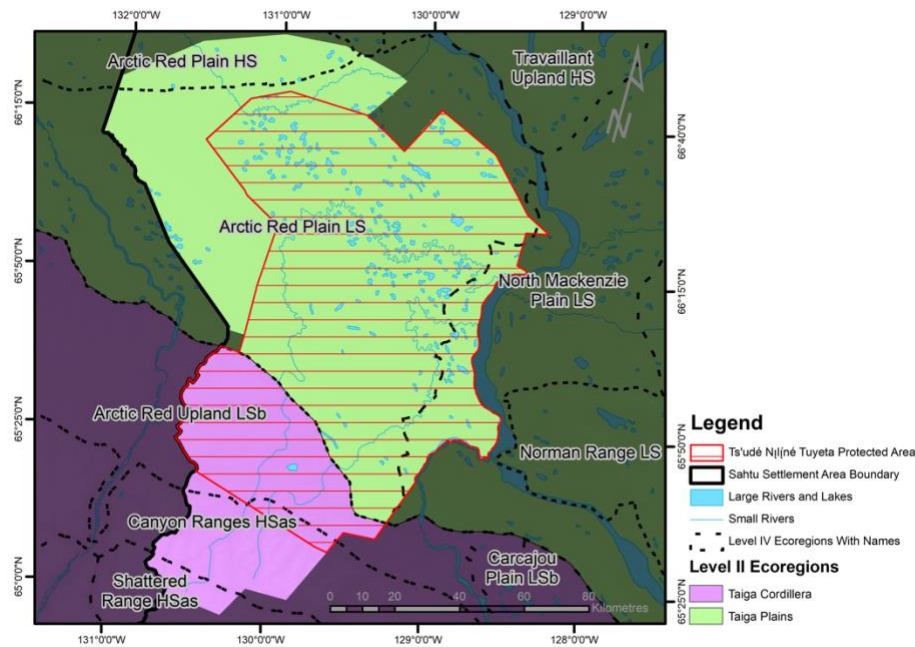 132°0'0"W
131°0'0"W
130°0'0"W
129°0'0"W
Arctic Red Plain HS
Travaillant
Upland HS
66°15'0"N
66°40'0"N
N
Arctic Red Plain LS
65°50'0"N
North Mackenzie
Plain LS
66°15'0"N
Arctic Red Upland LSb
65°25'0"N
Norman Range LS
65°50'0"N
Canyon Ranges HSas
Carcajou
Plain LSb
65°0'0"N
Shattered
Range HSas
0 10 20 40 60 80
Kilometres
65°25'0"N
131°0'0"W
130°0'0"W
129°0'0"W
128°0'0"W
Legend
Ts'udé Nı̨lı̨né Tuyeta Protected Area
Sahtu Settlement Area Boundary
Large Rivers and Lakes
Small Rivers
Level IV Ecoregions With Names
Level II Ecoregions
Taiga Cordillera
Taiga Plains